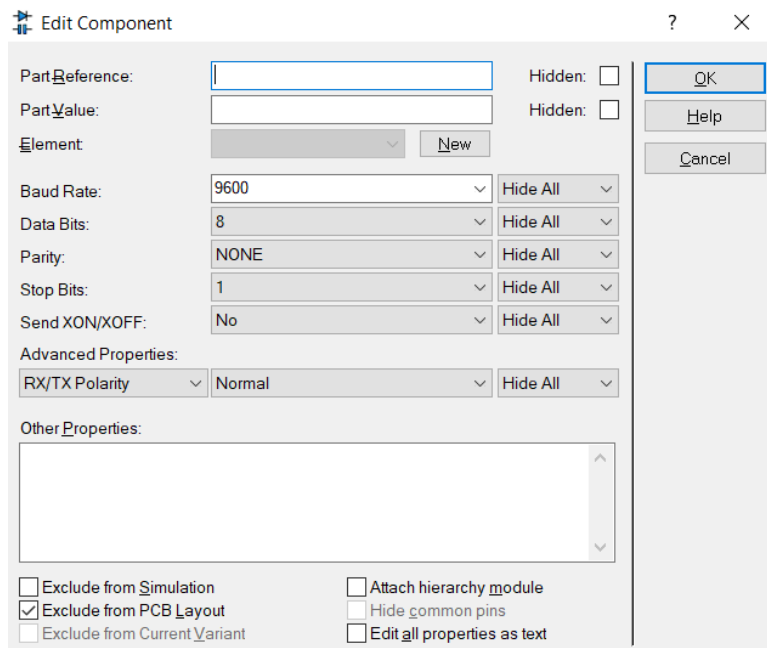 Edit Component ? 
Part Reference: Hidden:
Part Value: Hidden:
Element: New
Baud Rate: 9600 Hide All
Data Bits: 8 Hide All
Parity: NONE Hide All
Stop Bits: 1 Hide All
Send XON/XOFF: No Hide All
Advanced Properties:
RX/TX Polarity Normal Hide All
Other Properties:
Exclude from Simulation Attach hierarchy module
Exclude from PCB Layout Hide common pins
Exclude from Current Variant Edit all properties as text
OK
Help
Cancel